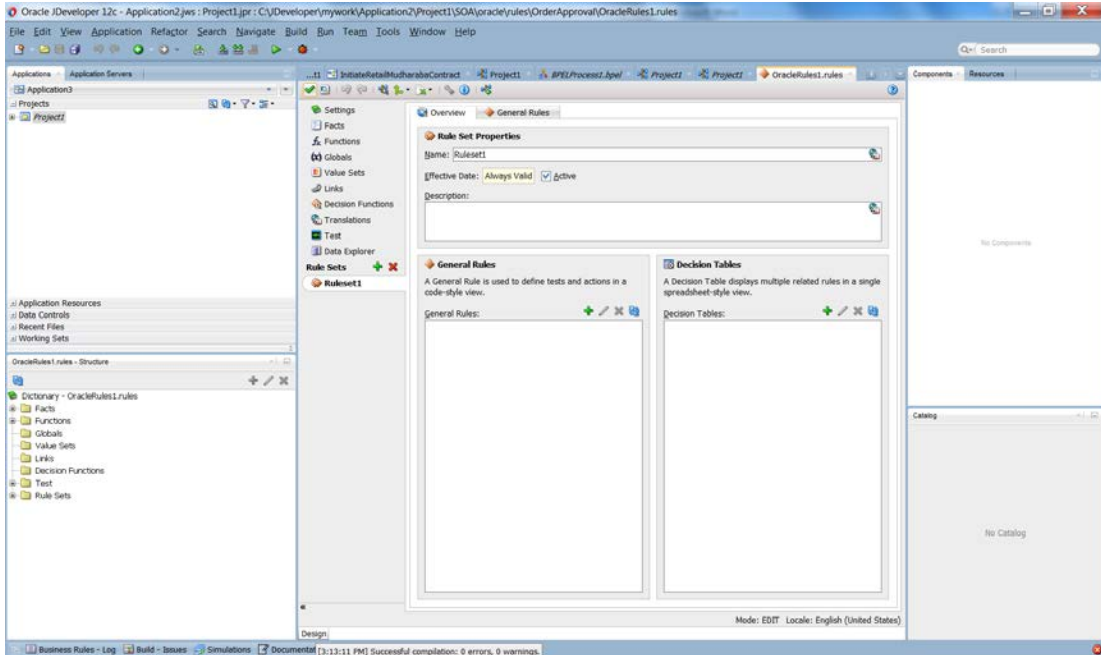 Oracle JDeveloper 12c - Application2.jws : Project1.jpr : C:\JDeveloper\mywork\Application2\Project1\SOA\oracle\rules\OrderApproval\OracleRules1.rules
File Edit View Application Refactor Search Navigate Build Run Team Tools Window Help
Search
Applications
Application Servers
Application3
Projects
Project1
Application Resources
Data Controls
Recent Files
Working Sets
OracleRules1.rules - Structure
Dictionary - OracleRules1.rules
Facts
Functions
Globals
Value Sets
Links
Decision Functions
Test
Rule Sets
...t1 InitiateRetailMudharabaContract Project1 BPELProcess1.bpel Project1 Project1 OracleRules1.rules
Settings
Facts
Functions
Globals
Value Sets
Links
Decision Functions
Translations
Test
Data Explorer
Rule Sets
Ruleset1
Overview General Rules
Rule Set Properties
Name: Ruleset1
Effective Date: Always Valid Active
Description:
General Rules
A General Rule is used to define tests and actions in a
code-style view.
General Rules:
Decision Tables
A Decision Table displays multiple related rules in a single
spreadsheet-style view.
Decision Tables:
Mode: EDIT Locale: English (United States)
Design
Components Resources
No Components
Catalog
No Catalog
Business Rules - Log Build - Issues Simulations Documentat
[3:13:11 PM] Successful compilation: 0 errors, 0 warnings.